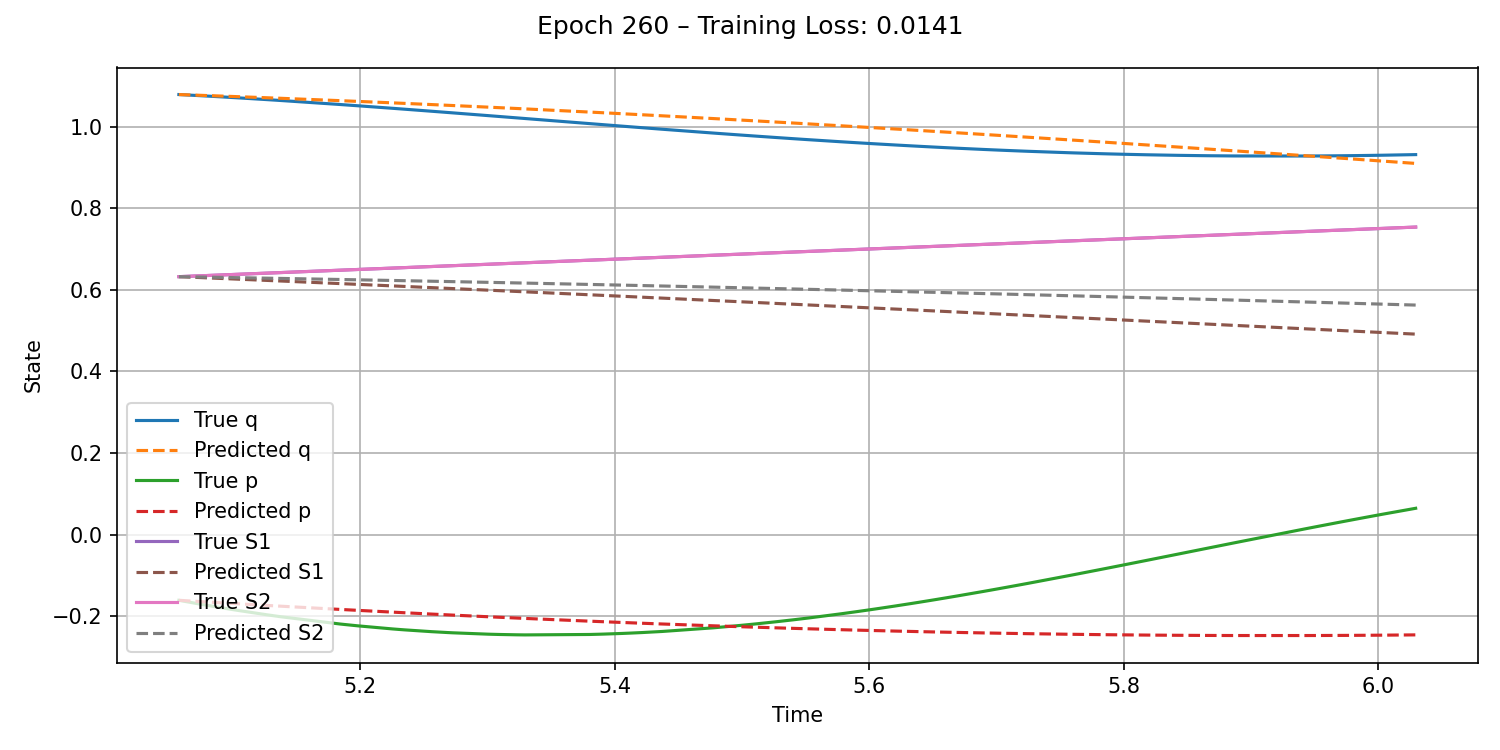 Epoch 260 – Training Loss: 0.0141
State
1.0
0.8
0.6
0.4
0.2
0.0
−0.2
True q
Predicted q
True p
Predicted p
True S1
Predicted S1
True S2
Predicted S2
5.2 5.4 5.6 5.8 6.0
Time